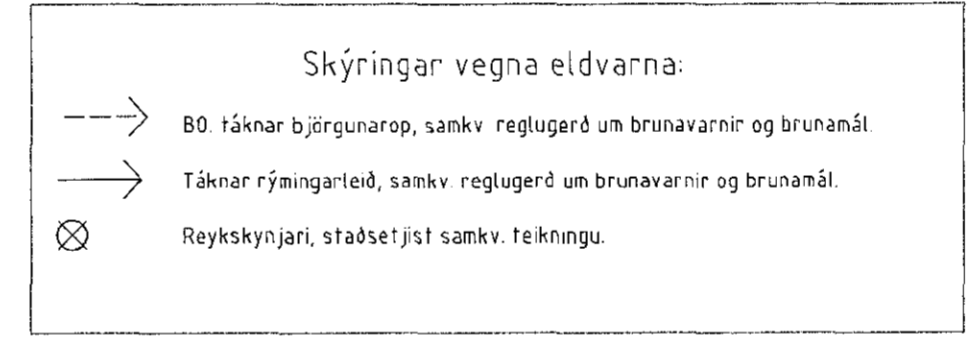 Skýringar vegna eldvarna:
BO. táknar björgunarop, samkv reglugerð um brunavarnir og brunamál.
Táknar rýmingarleið, samkv. reglugerð um brunavarnir og brunamál.
Reykskynjari, staðsetjist samkv. teikningu.